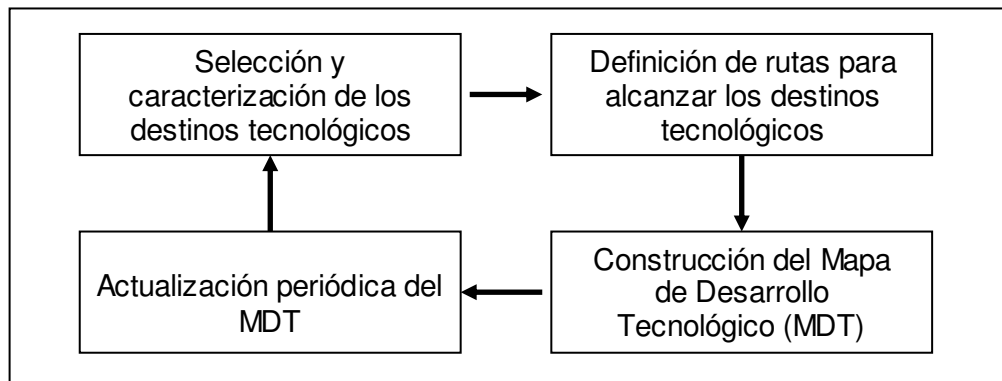 Selección y
caracterización de los
destinos tecnológicos
Definición de rutas para
alcanzar los destinos
tecnológicos
Construcción del Mapa
de Desarrollo
Tecnológico (MDT)
Actualización periódica del
MDT